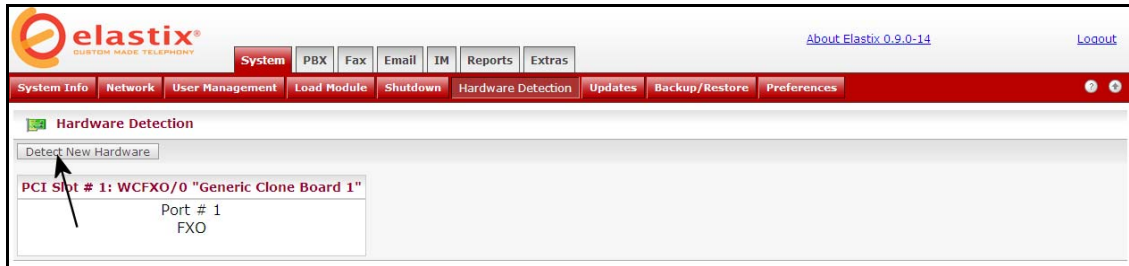 elastix®
CUSTOM MADE TELEPHONY
System PBX Fax Email IM Reports Extras
About Elastix 0.9.0-14 Logout
System Info Network User Management Load Module Shutdown Hardware Detection Updates Backup/Restore Preferences
Hardware Detection
Detect New Hardware
PCI Slot # 1: WCFXO/0 "Generic Clone Board 1"
Port # 1
FXO